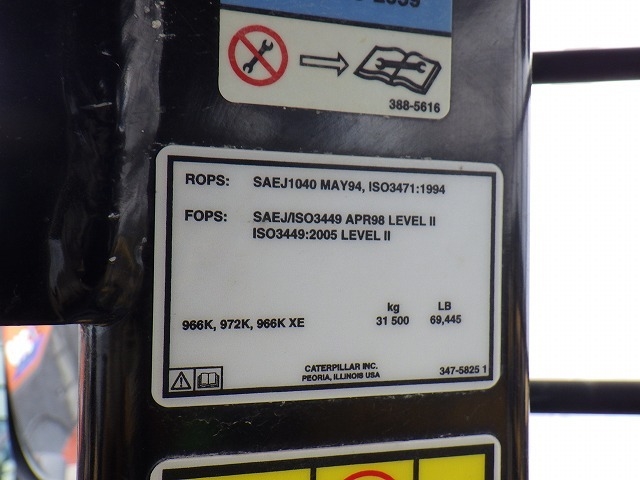 388-5616
ROPS: SAEJ1040 MAY94, ISO3471:1994
FOPS: SAEJ/ISO3449 APR98 LEVEL II
ISO3449:2005 LEVEL II
kg LB
966K, 972K, 966K XE 31 500 69,445
CATERPILLAR INC.
PEORIA, ILLINOIS USA
347-5825 1